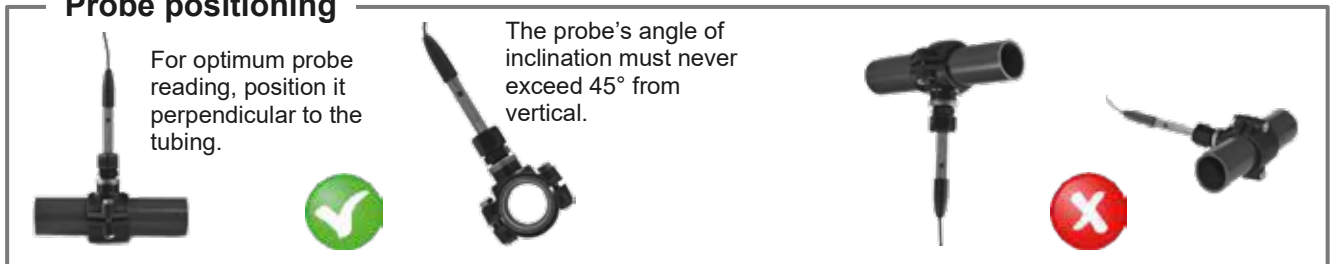 Probe positioning
For optimum probe
reading, position it
perpendicular to the
tubing.
The probe’s angle of
inclination must never
exceed 45° from
vertical.